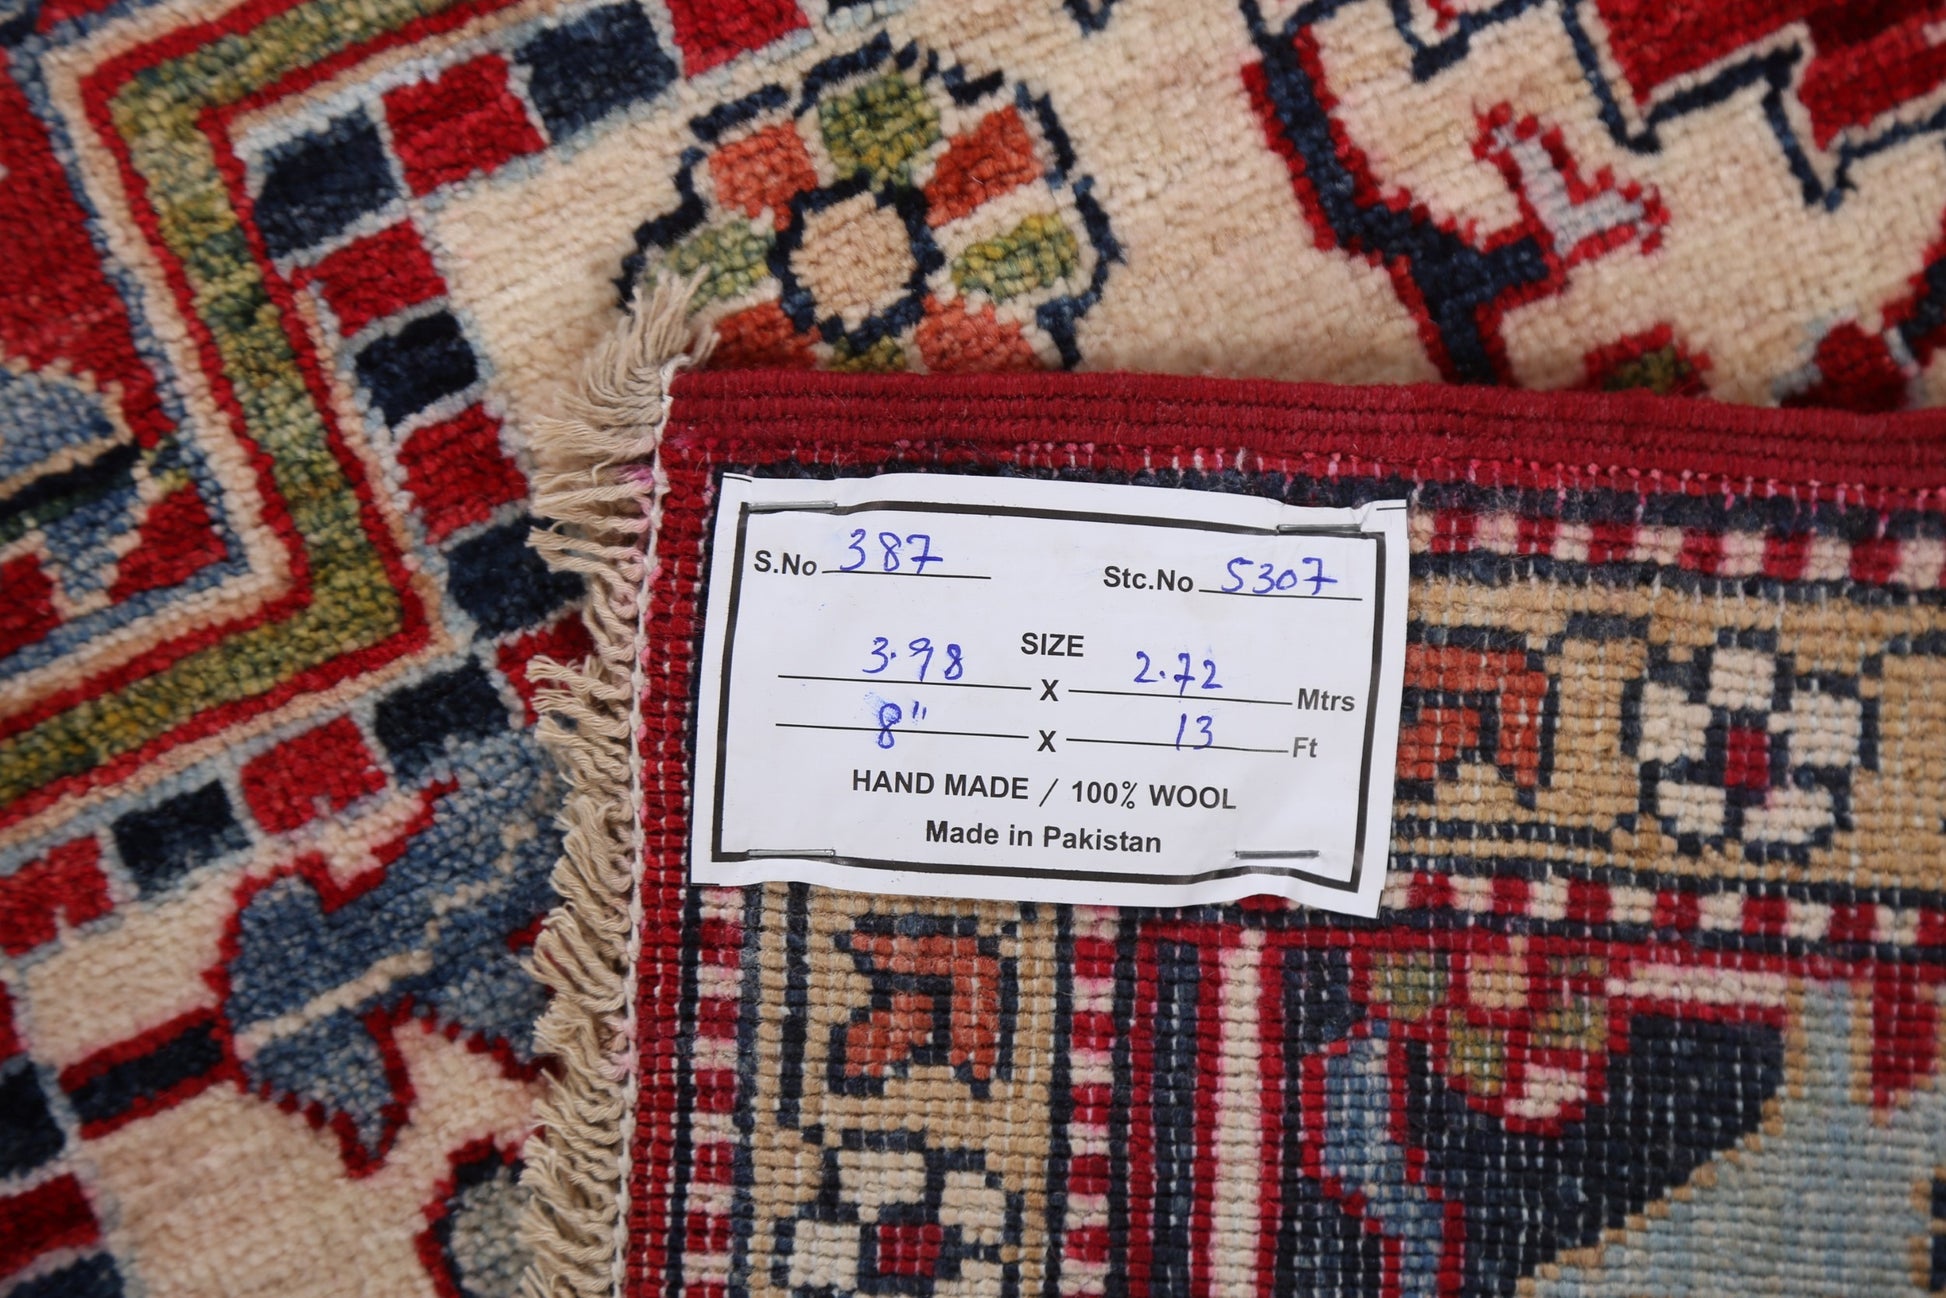 S.No 387 Stc.No 5307
SIZE
3.98 X 2.72 Mtrs
8" X 13 Ft
HAND MADE / 100% WOOL
Made in Pakistan